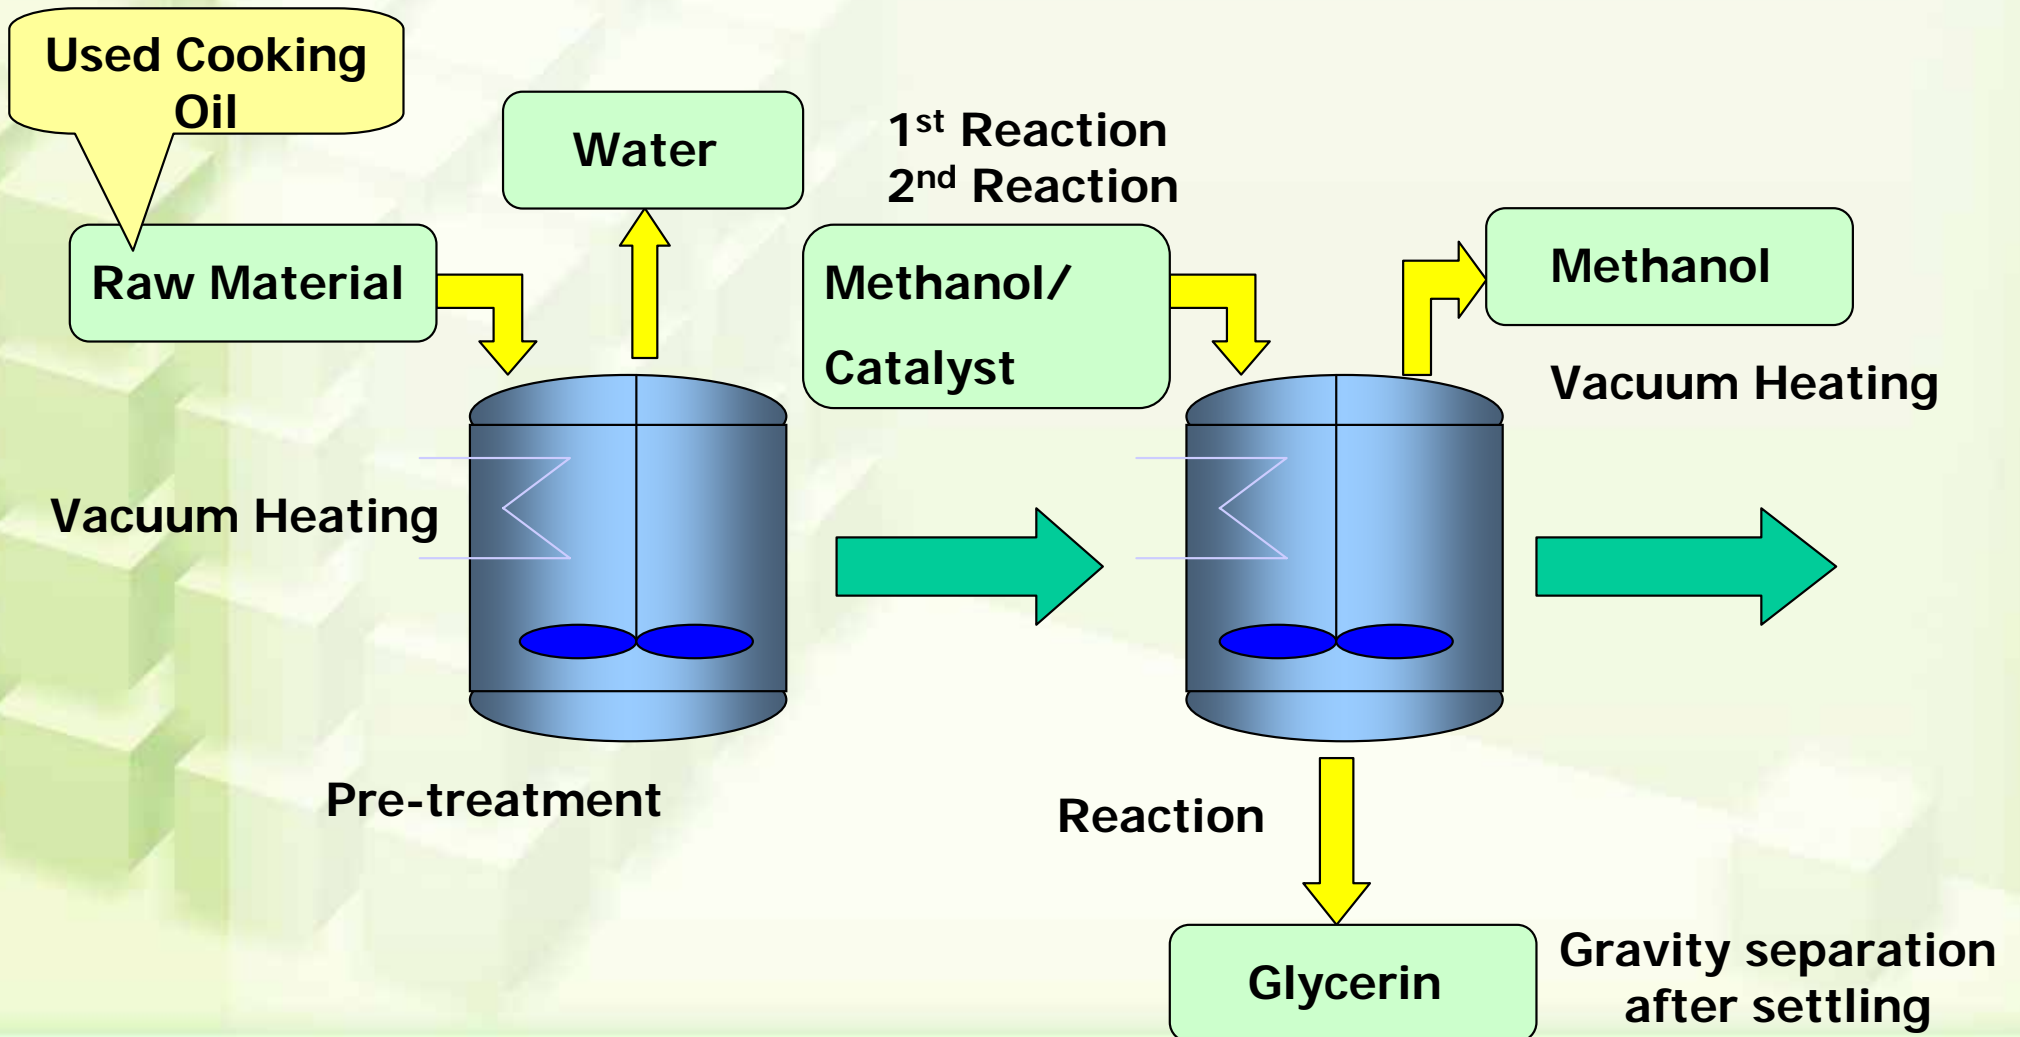 Used Cooking
Oil
Water
1st Reaction
2nd Reaction
Raw Material
Methanol/
Catalyst
Methanol
Vacuum Heating
Vacuum Heating
Pre-treatment
Reaction
Glycerin
Gravity separation
after settling